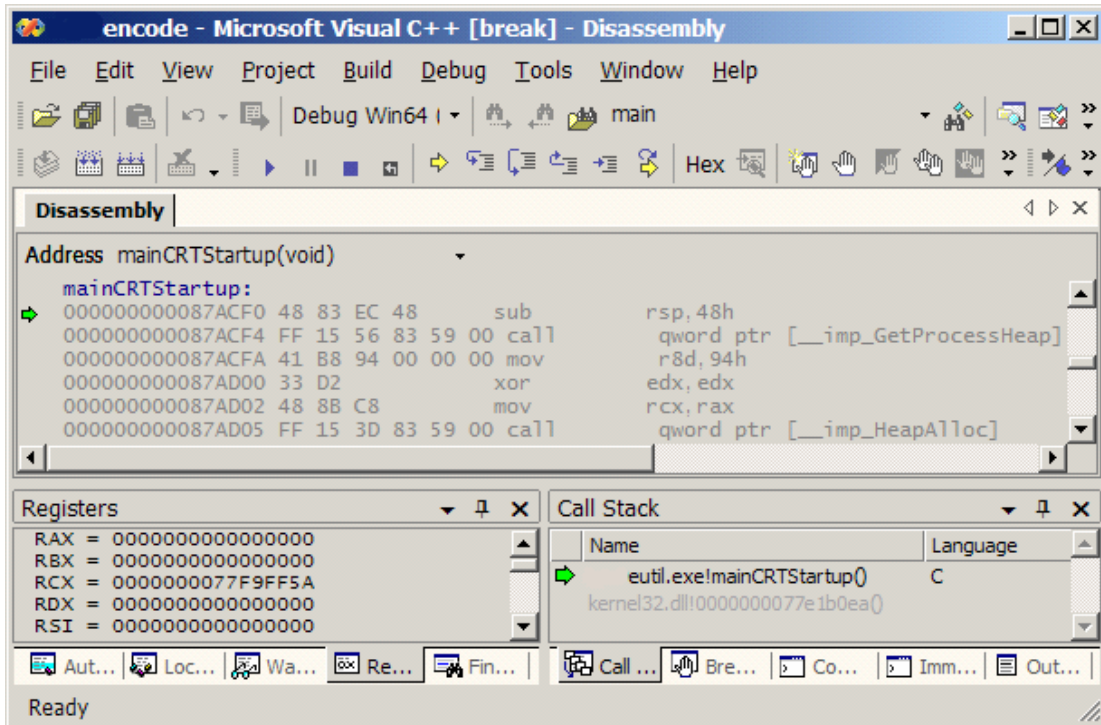 encode - Microsoft Visual C++ [break] - Disassembly
File Edit View Project Build Debug Tools Window Help
Debug Win64 ( main
Hex
Disassembly
Address mainCRTStartup(void)
mainCRTStartup:
000000000087ACF0 48 83 EC 48 sub rsp,48h
000000000087ACF4 FF 15 56 83 59 00 call qword ptr [__imp_GetProcessHeap]
000000000087ACFA 41 B8 94 00 00 00 mov r8d,94h
000000000087AD00 33 D2 xor edx,edx
000000000087AD02 48 8B C8 mov rcx,rax
000000000087AD05 FF 15 3D 83 59 00 call qword ptr [__imp_HeapAlloc]
Registers
RAX = 0000000000000000
RBX = 0000000000000000
RCX = 0000000077F9FF5A
RDX = 0000000000000000
RSI = 0000000000000000
Call Stack
Name Language
eutil.exe!mainCRTStartup() C
kernel32.dll!0000000077e1b0ea()
Aut... Loc... Wa... Re... Fin... Call ... Bre... Co... Imm... Out...
Ready